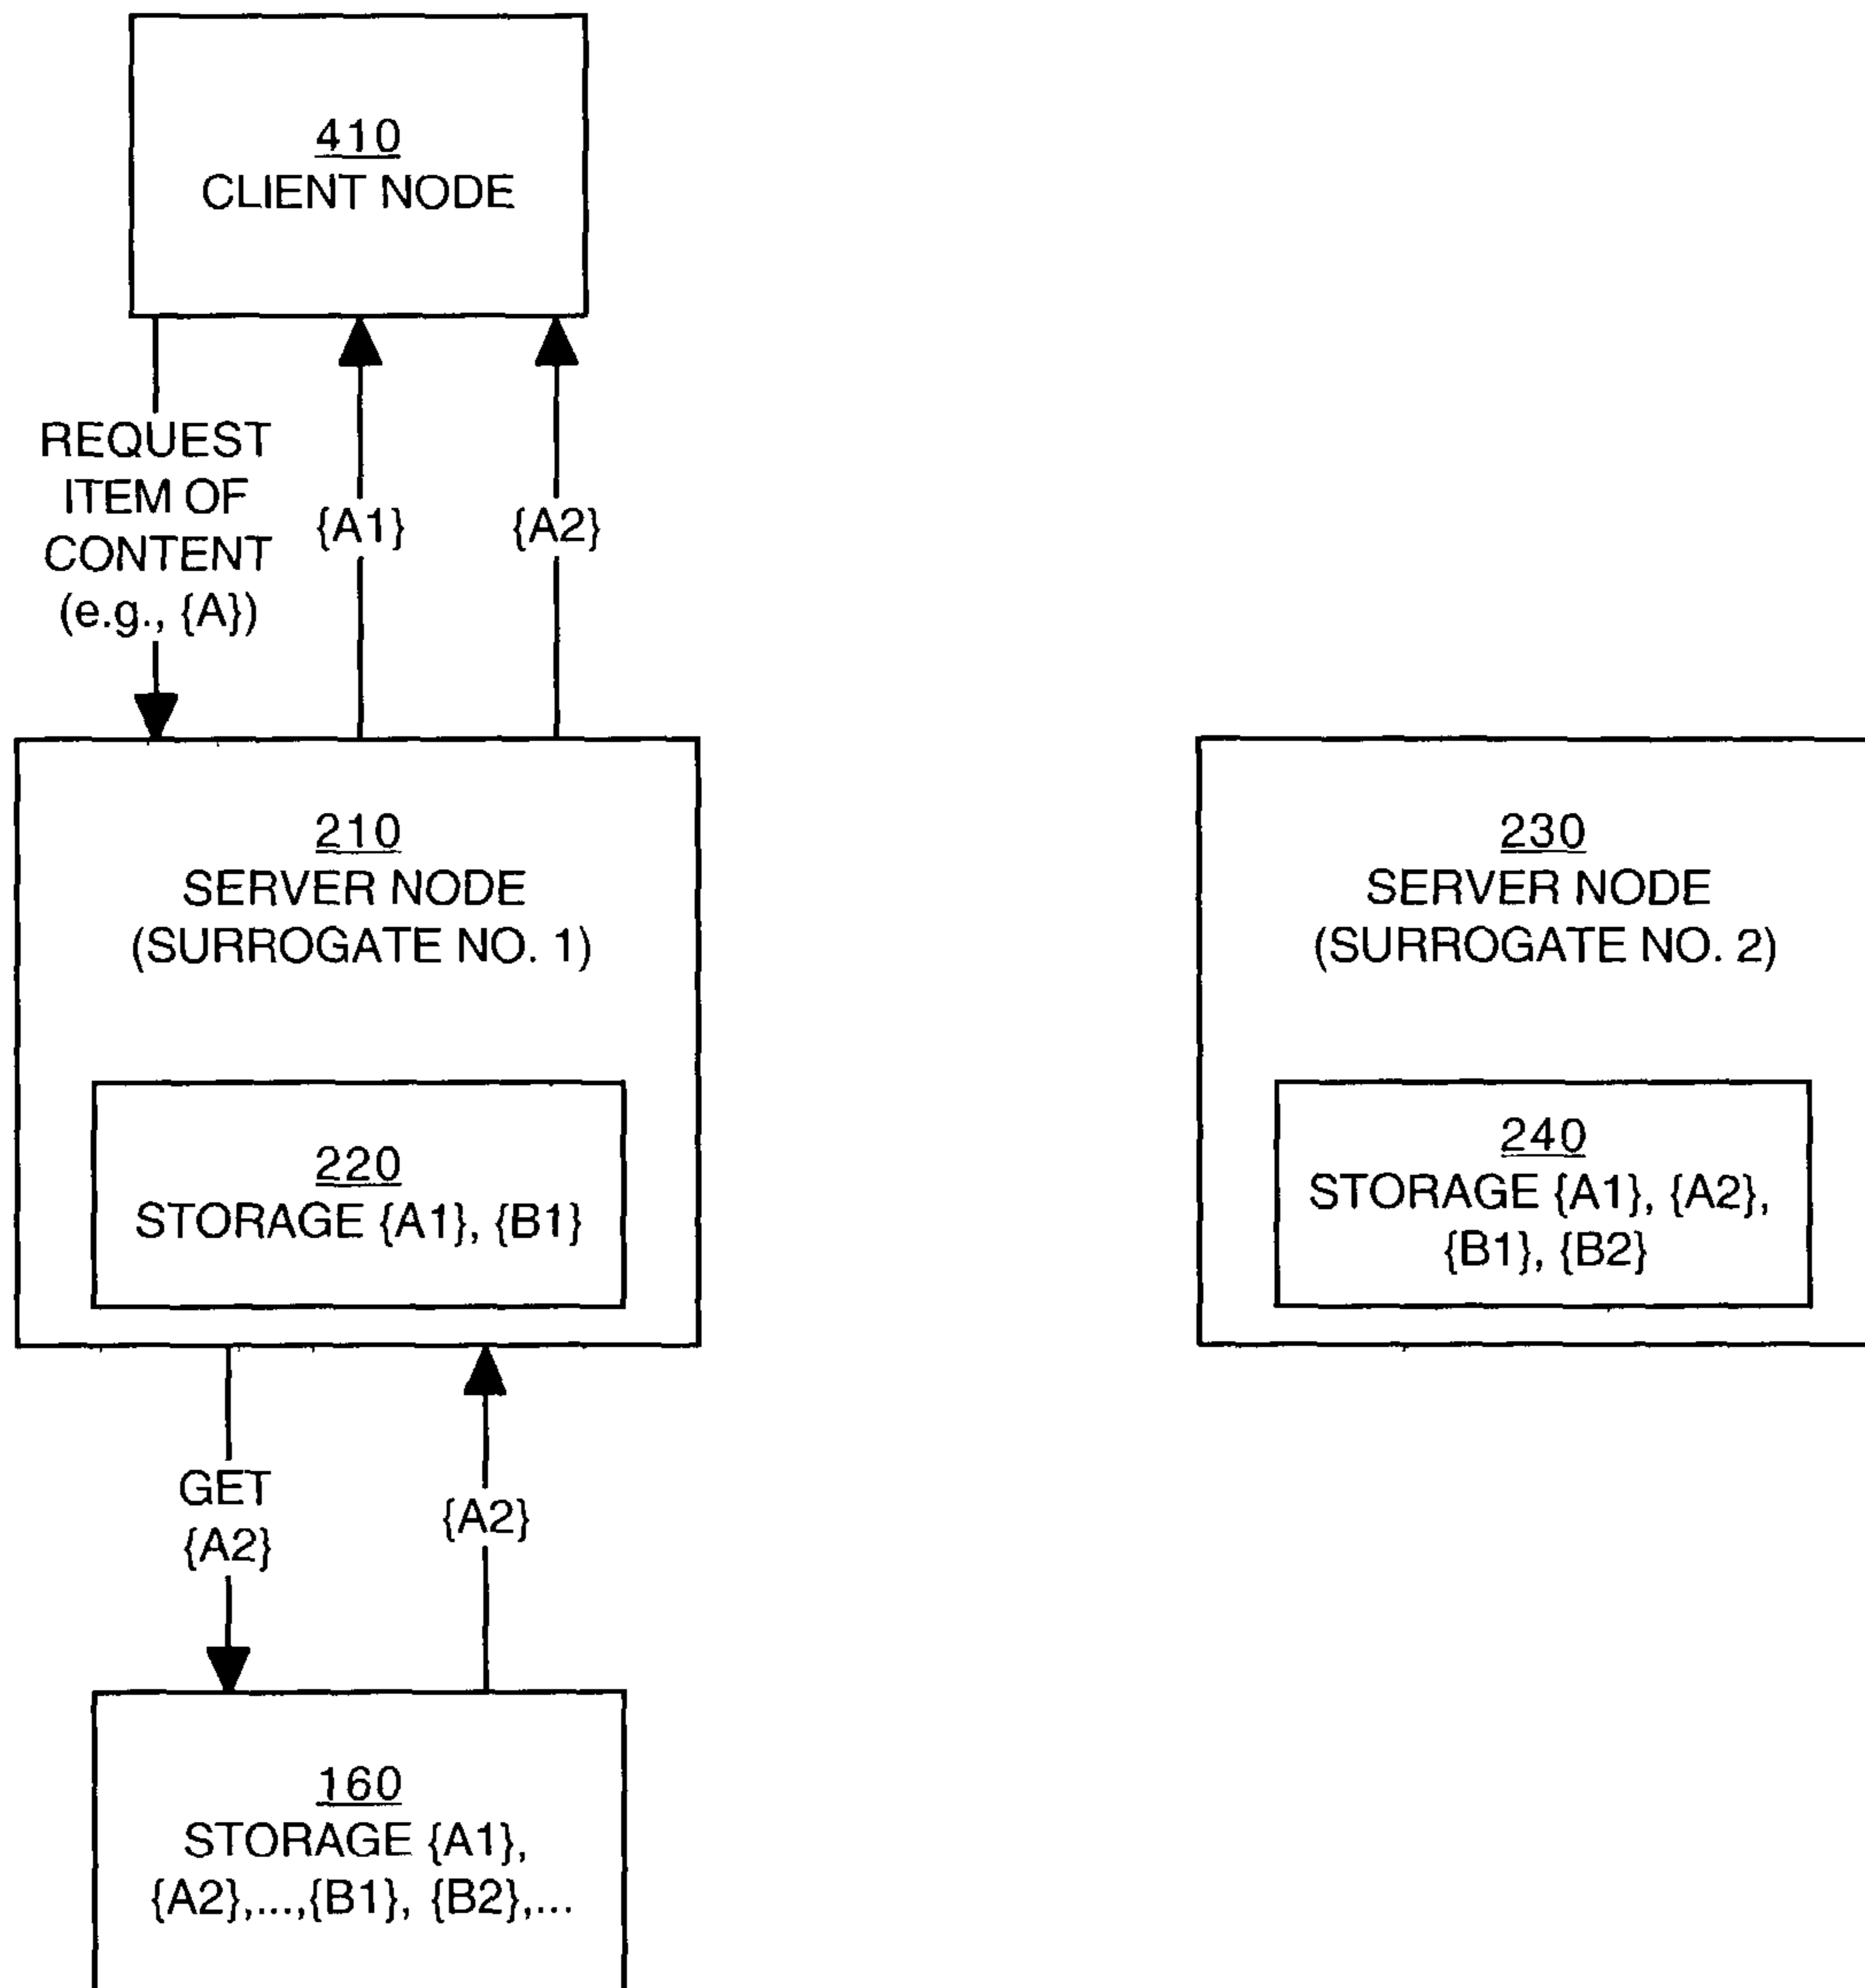 410
CLIENT NODE
REQUEST
ITEM OF
CONTENT
(e.g., {A})
{A1}
{A2}
210
SERVER NODE
(SURROGATE NO. 1)
220
STORAGE {A1}, {B1}
230
SERVER NODE
(SURROGATE NO. 2)
240
STORAGE {A1}, {A2},
{B1}, {B2}
GET
{A2}
{A2}
160
STORAGE {A1},
{A2},...,{B1}, {B2},...